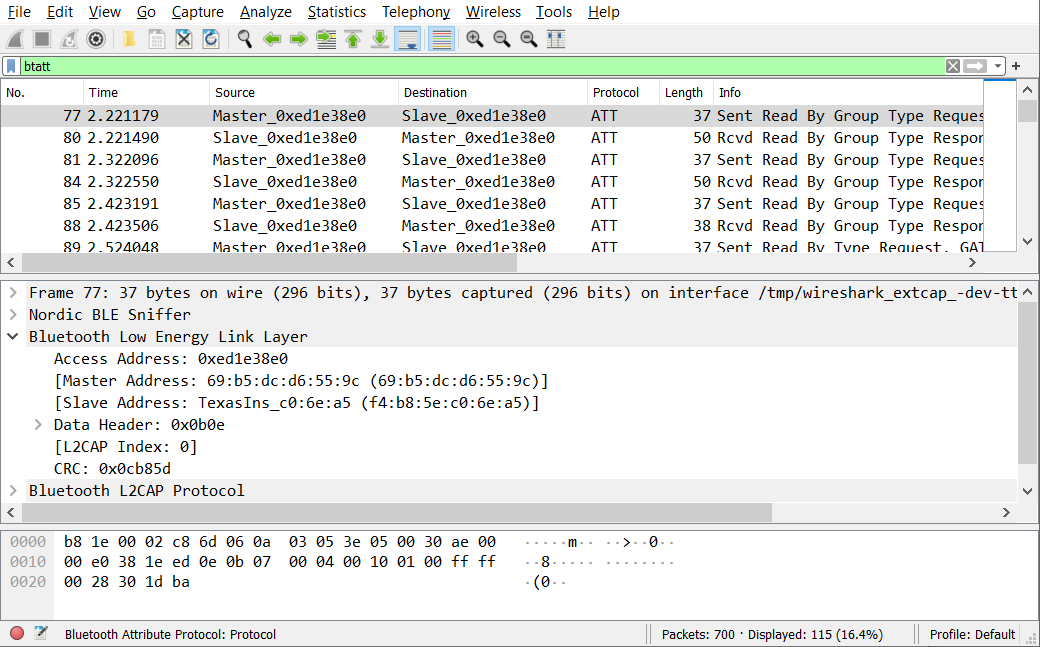 File Edit View Go Capture Analyze Statistics Telephony Wireless Tools Help
btatt
No. Time Source Destination Protocol Length Info
77 2.221179 Master_0xed1e38e0 Slave_0xed1e38e0 ATT 37 Sent Read By Group Type Reques
80 2.221490 Slave_0xed1e38e0 Master_0xed1e38e0 ATT 50 Rcvd Read By Group Type Respor
81 2.322096 Master_0xed1e38e0 Slave_0xed1e38e0 ATT 37 Sent Read By Group Type Reques
84 2.322550 Slave_0xed1e38e0 Master_0xed1e38e0 ATT 50 Rcvd Read By Group Type Respor
85 2.423191 Master_0xed1e38e0 Slave_0xed1e38e0 ATT 37 Sent Read By Group Type Reques
88 2.423506 Slave_0xed1e38e0 Master_0xed1e38e0 ATT 38 Rcvd Read By Group Type Respor
89 2.524048 Master_0xed1e38e0 Slave_0xed1e38e0 ATT 37 Sent Read By Type Request, GAT
Frame 77: 37 bytes on wire (296 bits), 37 bytes captured (296 bits) on interface /tmp/wireshark_extcap_-dev-tt
Nordic BLE Sniffer
Bluetooth Low Energy Link Layer
Access Address: 0xed1e38e0
[Master Address: 69:b5:dc:d6:55:9c (69:b5:dc:d6:55:9c)]
[Slave Address: TexasIns_c0:6e:a5 (f4:b8:5e:c0:6e:a5)]
Data Header: 0x0b0e
[L2CAP Index: 0]
CRC: 0x0cb85d
Bluetooth L2CAP Protocol
0000 b8 1e 00 02 c8 6d 06 0a 03 05 3e 05 00 30 ae 00 ·····m·· ··>··0··
0010 00 e0 38 1e ed 0e 0b 07 00 04 00 10 01 00 ff ff ··8····· ········
0020 00 28 30 1d ba ·(0··
Bluetooth Attribute Protocol: Protocol Packets: 700 · Displayed: 115 (16.4%) Profile: Default